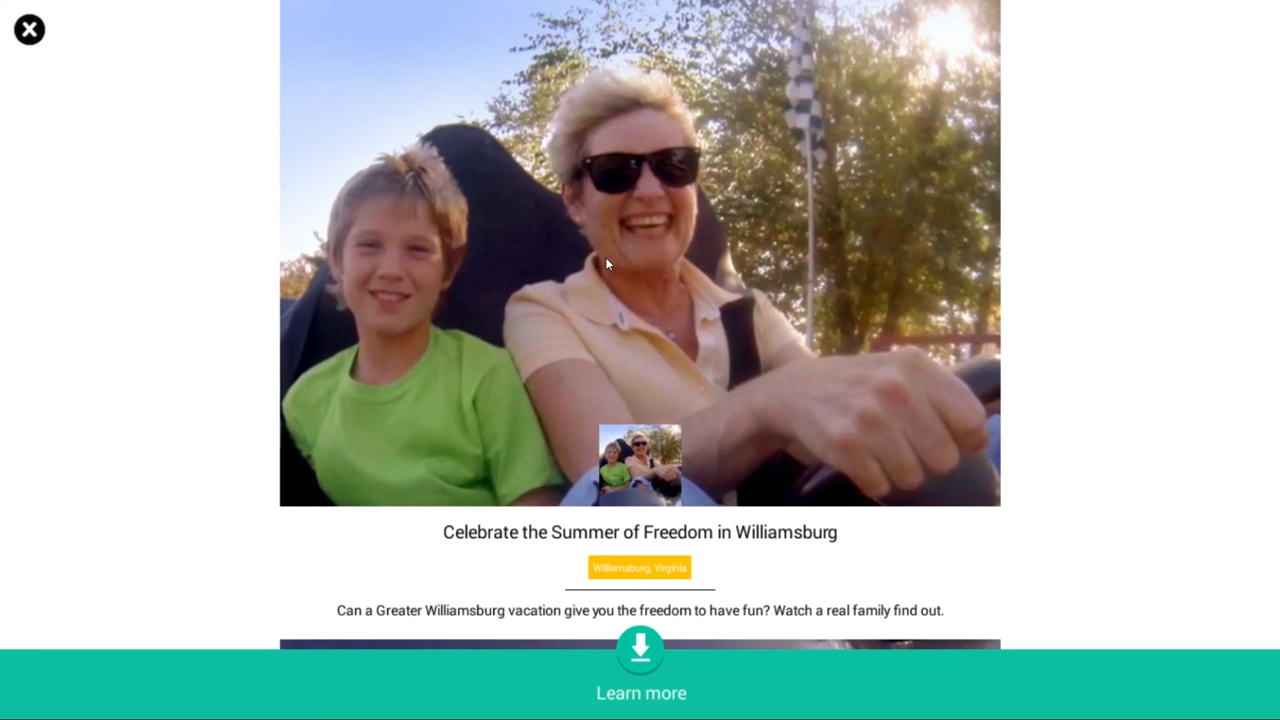 Celebrate the Summer of Freedom in Williamsburg
Williamsburg, Virginia
Can a Greater Williamsburg vacation give you the freedom to have fun? Watch a real family find out.
Learn more